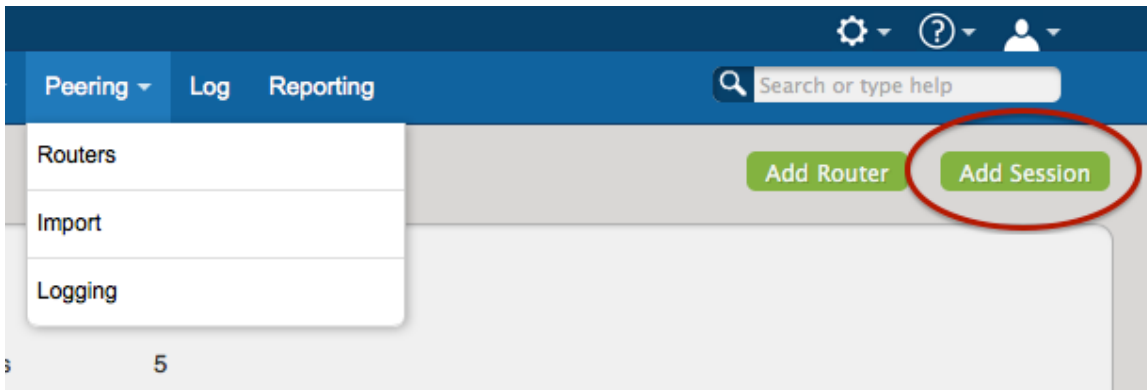 Peering Log Reporting Search or type help
Routers
Add Router Add Session
Import
Logging
s 5